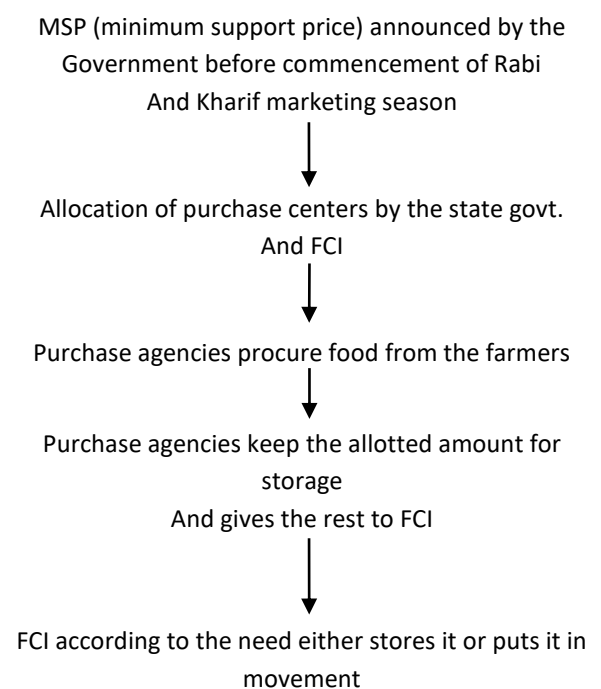 MSP (minimum support price) announced by the
Government before commencement of Rabi
And Kharif marketing season
Allocation of purchase centers by the state govt.
And FCI
Purchase agencies procure food from the farmers
Purchase agencies keep the allotted amount for
storage
And gives the rest to FCI
FCI according to the need either stores it or puts it in
movement